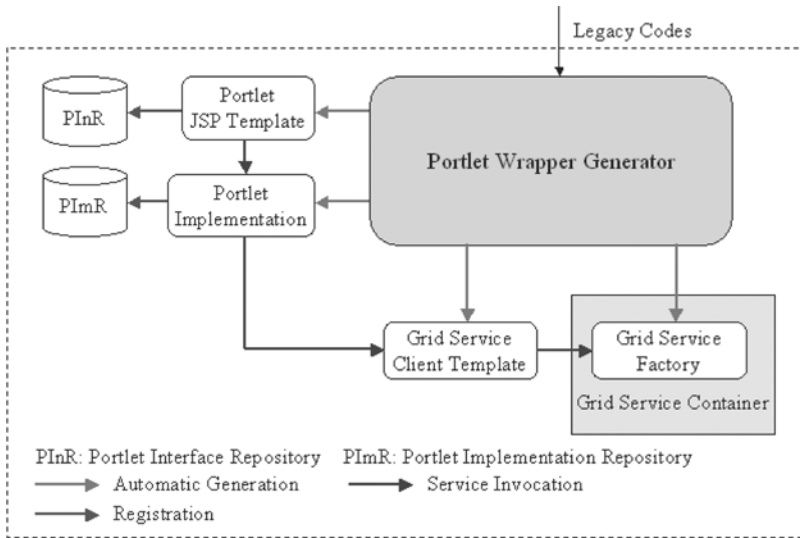 Legacy Codes
PInR
Portlet
JSP Template
Portlet Wrapper Generator
PImR
Portlet
Implementation
Grid Service
Client Template
Grid Service
Factory
Grid Service Container
PInR: Portlet Interface Repository PImR: Portlet Implementation Repository
Automatic Generation Service Invocation
Registration